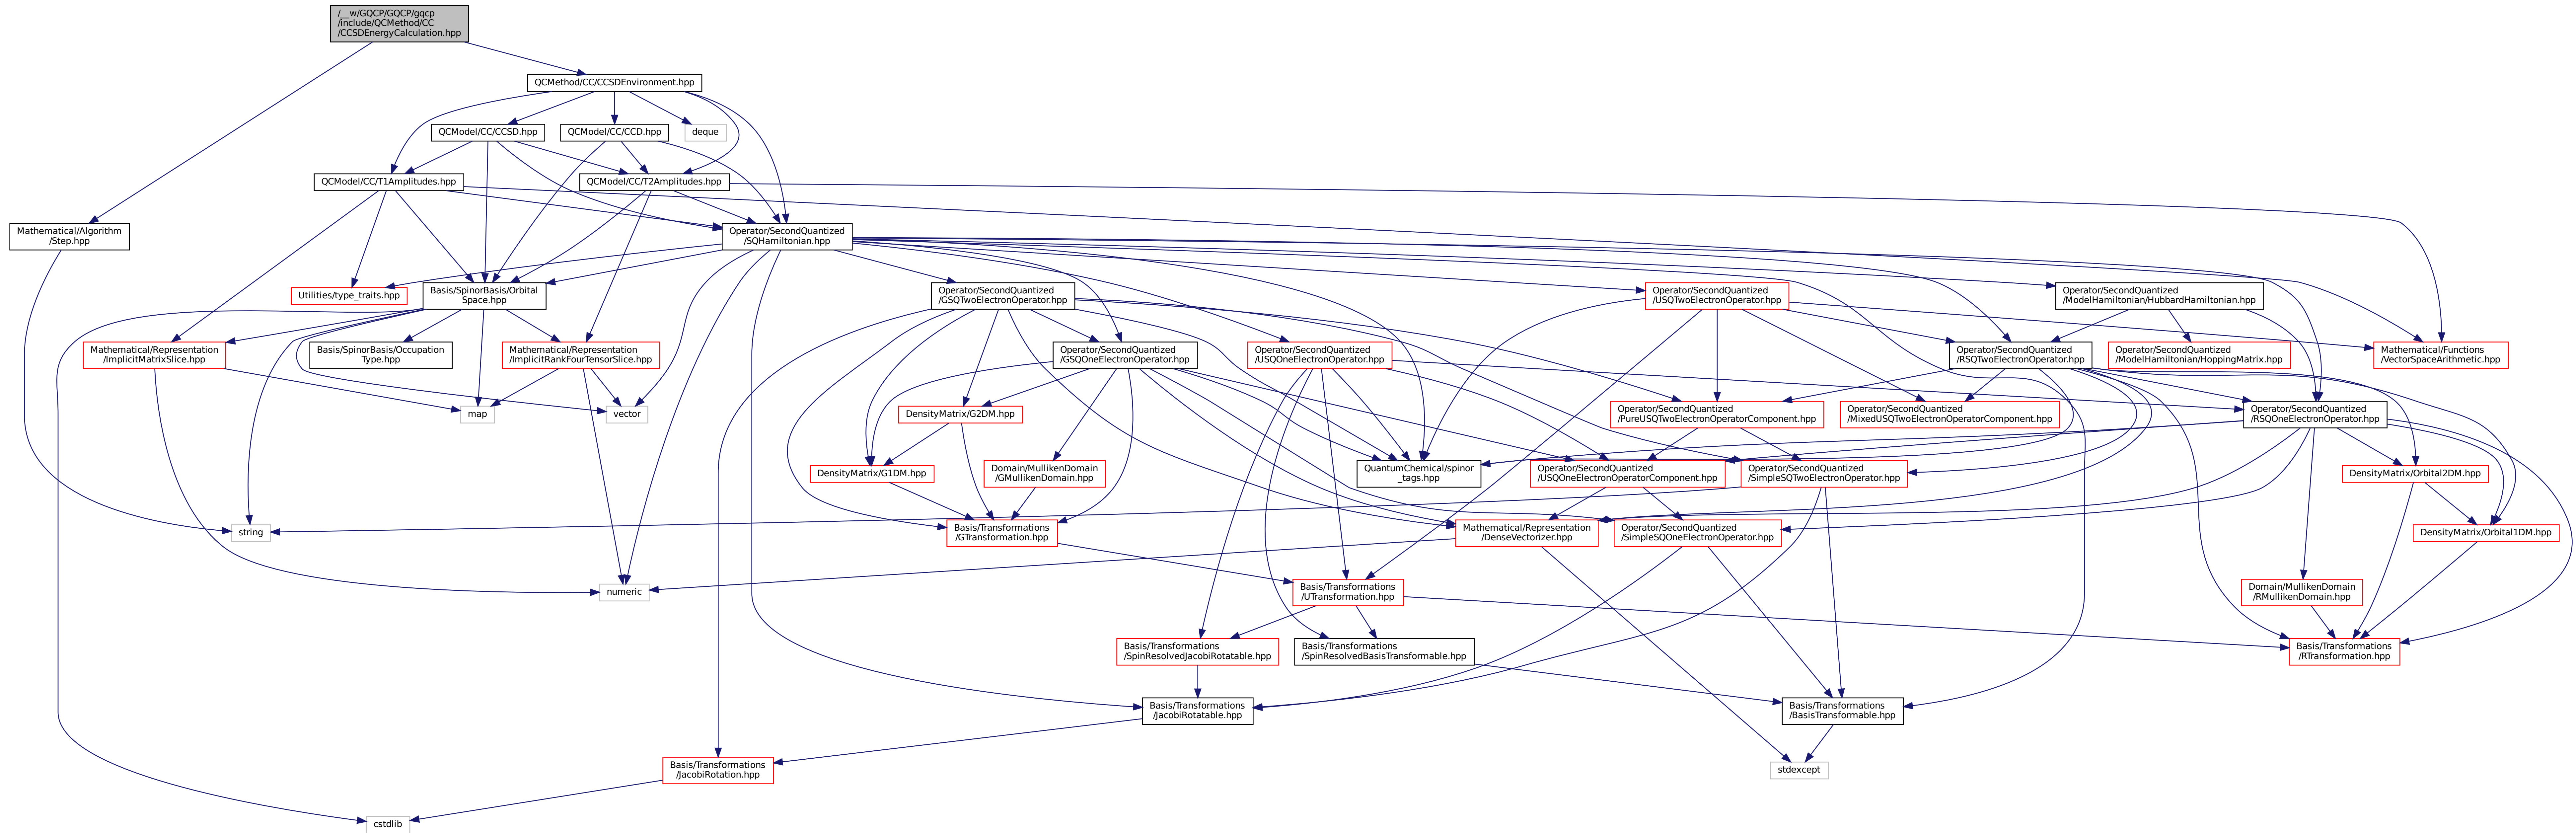 /__w/GQCP/GQCP/gqcp
/include/QCMethod/CC
/CCSDEnergyCalculation.hpp
QCMethod/CC/CCSDEnvironment.hpp
QCModel/CC/CCSD.hpp
QCModel/CC/CCD.hpp
deque
QCModel/CC/T1Amplitudes.hpp
QCModel/CC/T2Amplitudes.hpp
Mathematical/Algorithm
/Step.hpp
Operator/SecondQuantized
/SQHamiltonian.hpp
Utilities/type_traits.hpp
Basis/SpinorBasis/Orbital
Space.hpp
Operator/SecondQuantized
/GSQTwoElectronOperator.hpp
Operator/SecondQuantized
/USQTwoElectronOperator.hpp
Operator/SecondQuantized
/ModelHamiltonian/HubbardHamiltonian.hpp
Mathematical/Representation
/ImplicitMatrixSlice.hpp
Basis/SpinorBasis/Occupation
Type.hpp
Mathematical/Representation
/ImplicitRankFourTensorSlice.hpp
Operator/SecondQuantized
/GSQOneElectronOperator.hpp
Operator/SecondQuantized
/USQOneElectronOperator.hpp
Operator/SecondQuantized
/RSQTwoElectronOperator.hpp
Operator/SecondQuantized
/ModelHamiltonian/HoppingMatrix.hpp
Mathematical/Functions
/VectorSpaceArithmetic.hpp
map
vector
DensityMatrix/G2DM.hpp
Operator/SecondQuantized
/PureUSQTwoElectronOperatorComponent.hpp
Operator/SecondQuantized
/MixedUSQTwoElectronOperatorComponent.hpp
Operator/SecondQuantized
/RSQOneElectronOperator.hpp
DensityMatrix/G1DM.hpp
Domain/MullikenDomain
/GMullikenDomain.hpp
QuantumChemical/spinor
_tags.hpp
Operator/SecondQuantized
/USQOneElectronOperatorComponent.hpp
Operator/SecondQuantized
/SimpleSQTwoElectronOperator.hpp
DensityMatrix/Orbital2DM.hpp
string
Basis/Transformations
/GTransformation.hpp
Mathematical/Representation
/DenseVectorizer.hpp
Operator/SecondQuantized
/SimpleSQOneElectronOperator.hpp
DensityMatrix/Orbital1DM.hpp
numeric
Basis/Transformations
/UTransformation.hpp
Domain/MullikenDomain
/RMullikenDomain.hpp
Basis/Transformations
/SpinResolvedJacobiRotatable.hpp
Basis/Transformations
/SpinResolvedBasisTransformable.hpp
Basis/Transformations
/RTransformation.hpp
Basis/Transformations
/JacobiRotatable.hpp
Basis/Transformations
/BasisTransformable.hpp
Basis/Transformations
/JacobiRotation.hpp
stdexcept
cstdlib